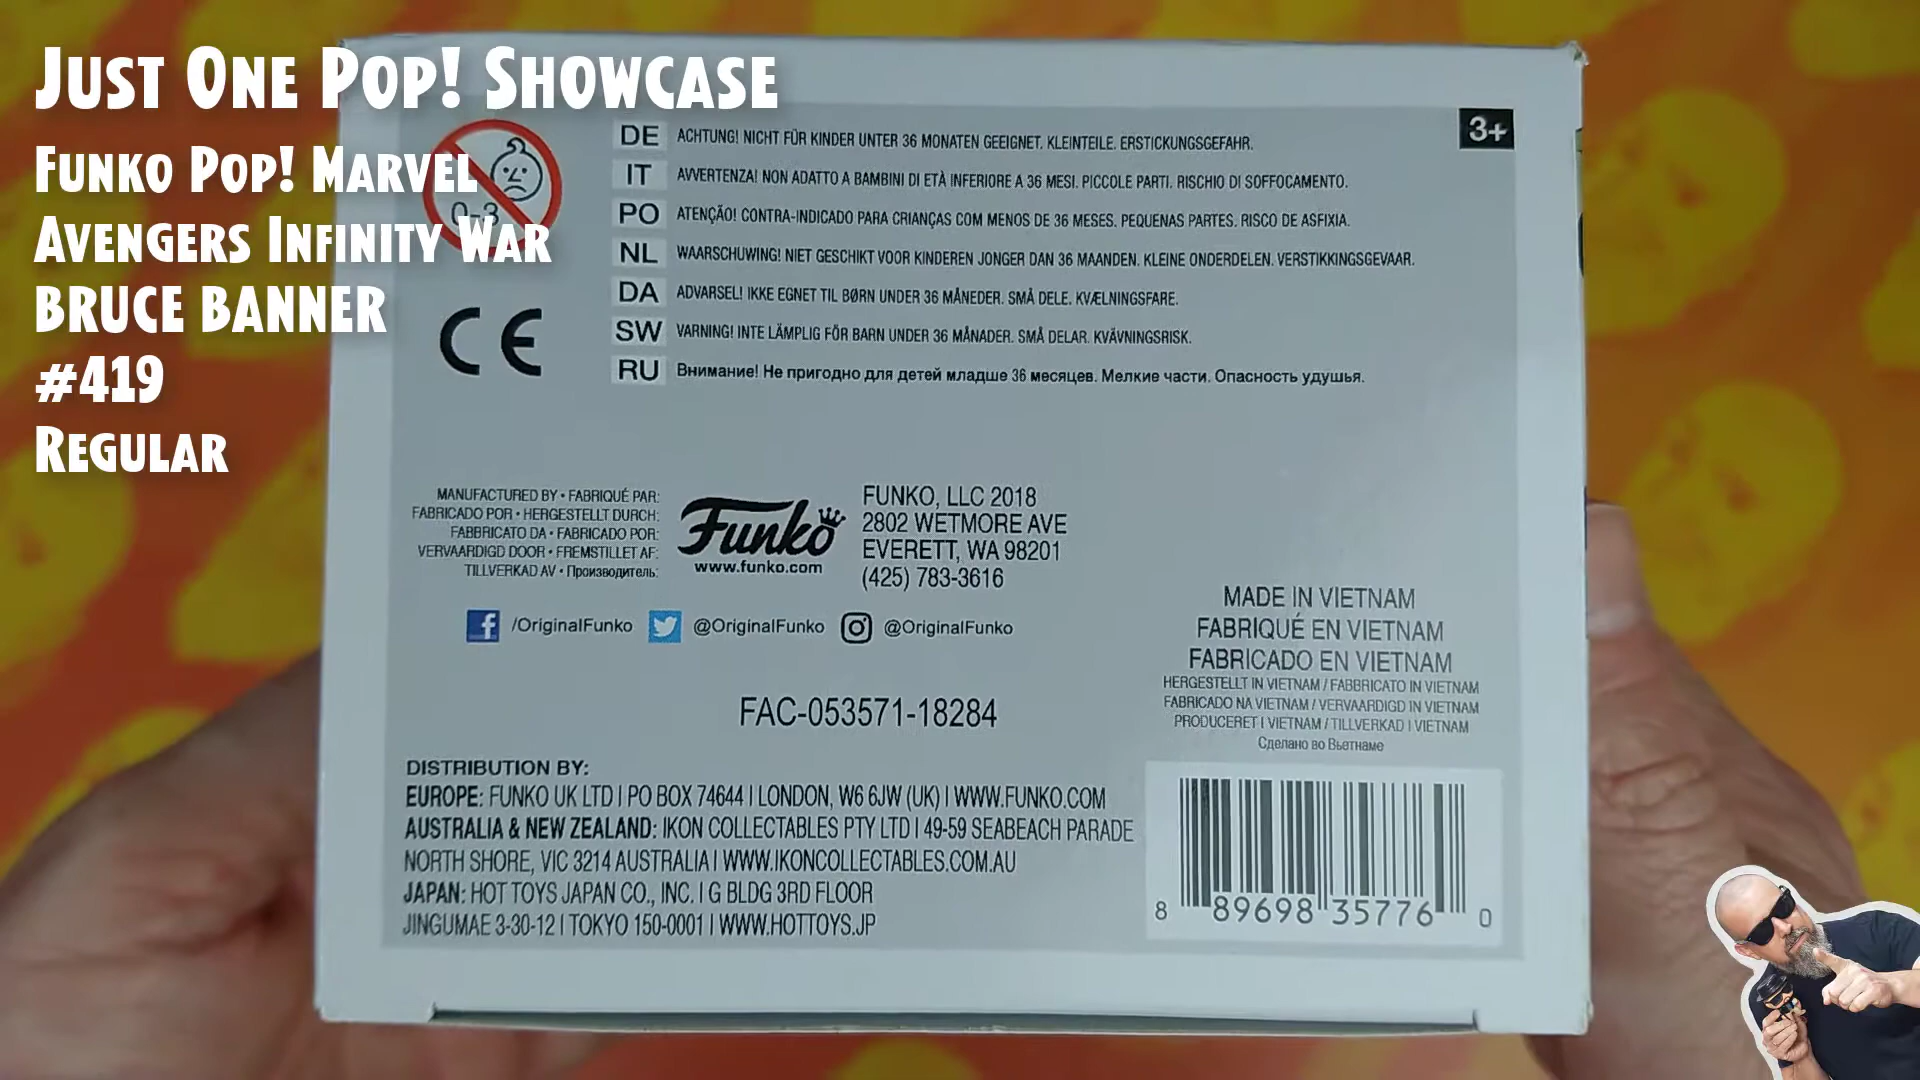 Just One Pop! Showcase
Funko Pop! Marvel
Avengers Infinity War
BRUCE BANNER
#419
Regular
0-3
CE
3+
DE ACHTUNG! NICHT FÜR KINDER UNTER 36 MONATEN GEEIGNET. KLEINTEILE. ERSTICKUNGSGEFAHR.
IT AVVERTENZA! NON ADATTO A BAMBINI DI ETÀ INFERIORE A 36 MESI. PICCOLE PARTI. RISCHIO DI SOFFOCAMENTO.
PO ATENÇÃO! CONTRA-INDICADO PARA CRIANÇAS COM MENOS DE 36 MESES. PEQUENAS PARTES. RISCO DE ASFIXIA.
NL WAARSCHUWING! NIET GESCHIKT VOOR KINDEREN JONGER DAN 36 MAANDEN. KLEINE ONDERDELEN. VERSTIKKINGSGEVAAR.
DA ADVARSEL! IKKE EGNET TIL BØRN UNDER 36 MÅNEDER. SMÅ DELE. KVÆLNINGSFARE.
SW VARNING! INTE LÄMPLIG FÖR BARN UNDER 36 MÅNADER. SMÅ DELAR. KVÄVNINGSRISK.
RU Внимание! Не пригодно для детей младше 36 месяцев. Мелкие части. Опасность удушья.
MANUFACTURED BY • FABRIQUÉ PAR:
FABRICADO POR • HERGESTELLT DURCH:
FABBRICATO DA • FABRICADO POR:
VERVAARDIGD DOOR • FREMSTILLET AF:
TILLVERKAD AV • Производитель:
Funko
www.funko.com
FUNKO, LLC 2018
2802 WETMORE AVE
EVERETT, WA 98201
(425) 783-3616
/OriginalFunko @OriginalFunko @OriginalFunko
MADE IN VIETNAM
FABRIQUÉ EN VIETNAM
FABRICADO EN VIETNAM
HERGESTELLT IN VIETNAM / FABBRICATO IN VIETNAM
FABRICADO NA VIETNAM / VERVAARDIGD IN VIETNAM
PRODUCERET I VIETNAM / TILLVERKAD I VIETNAM
Сделано во Вьетнаме
FAC-053571-18284
DISTRIBUTION BY:
EUROPE: FUNKO UK LTD | PO BOX 74644 | LONDON, W6 6JW (UK) | WWW.FUNKO.COM
AUSTRALIA & NEW ZEALAND: IKON COLLECTABLES PTY LTD | 49-59 SEABEACH PARADE
NORTH SHORE, VIC 3214 AUSTRALIA | WWW.IKONCOLLECTABLES.COM.AU
JAPAN: HOT TOYS JAPAN CO., INC. | G BLDG 3RD FLOOR
JINGUMAE 3-30-12 | TOKYO 150-0001 | WWW.HOTTOYS.JP
8 89698 35776 0